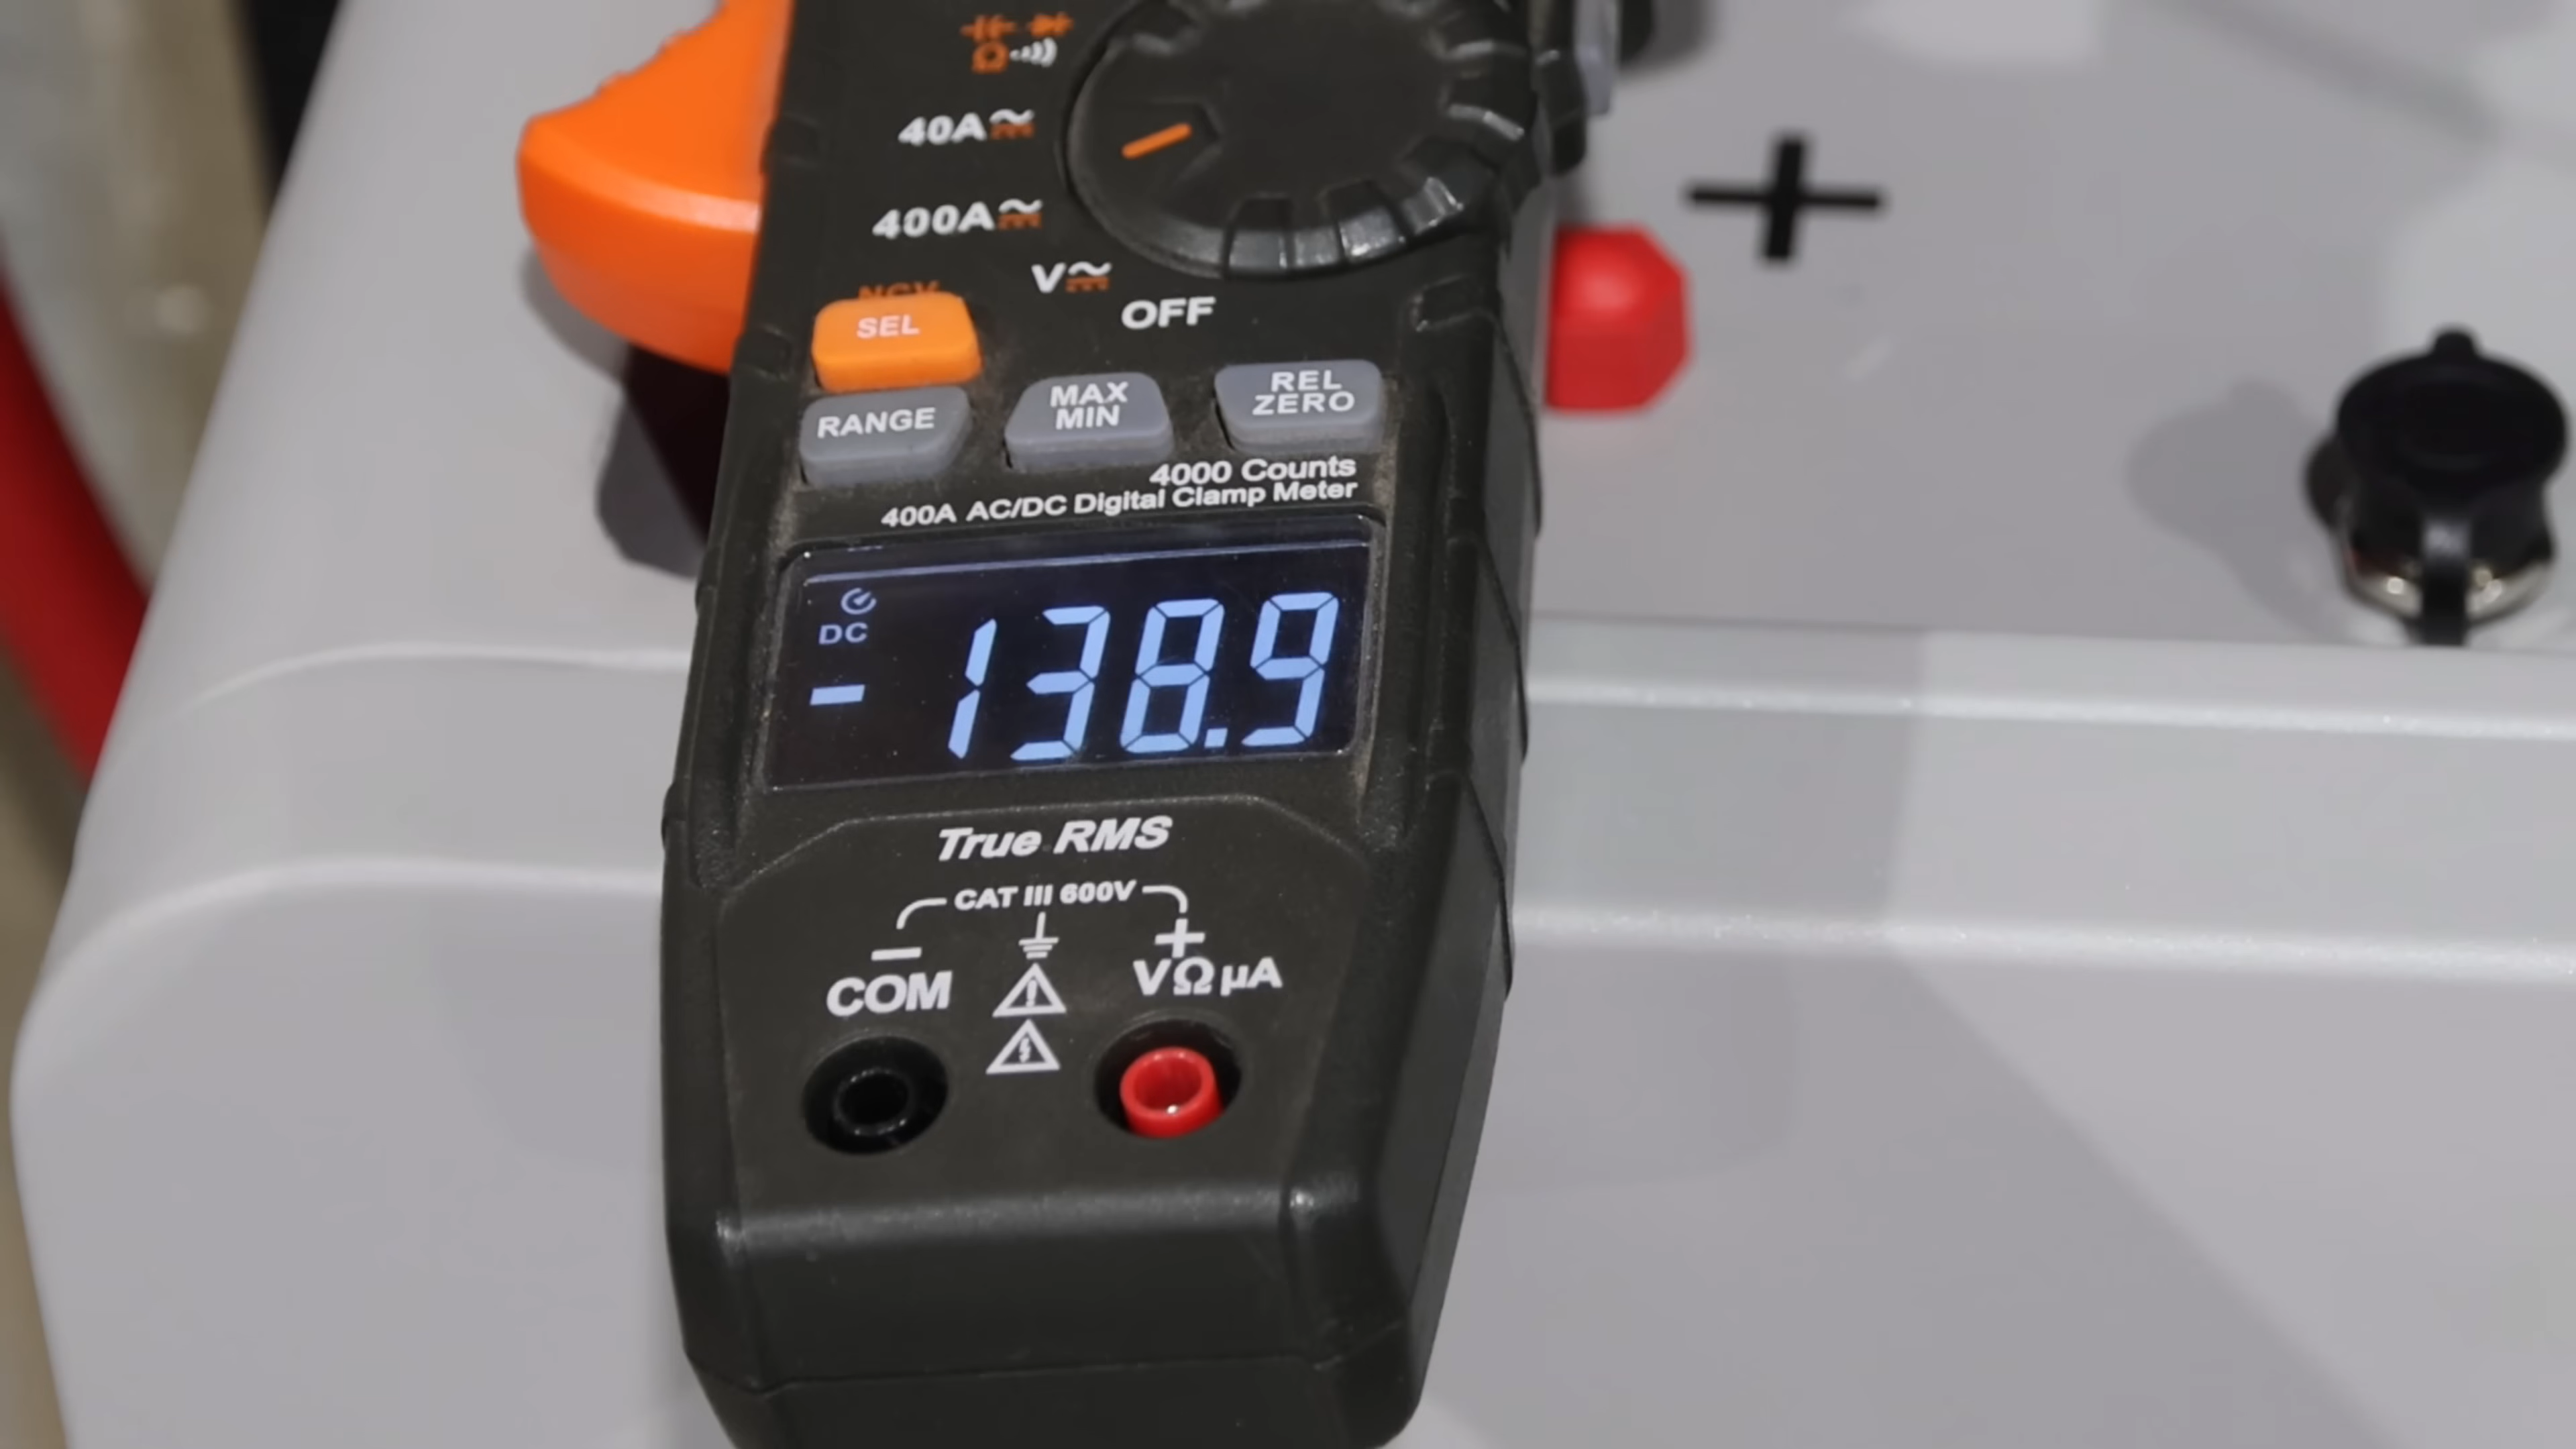 Ω
40A
400A
NCV
V
OFF
SEL
RANGE
MAX
MIN
REL
ZERO
4000 Counts
400A AC/DC Digital Clamp Meter
DC
-138.9
True RMS
CAT III 600V
− +
COM
VΩµA
+